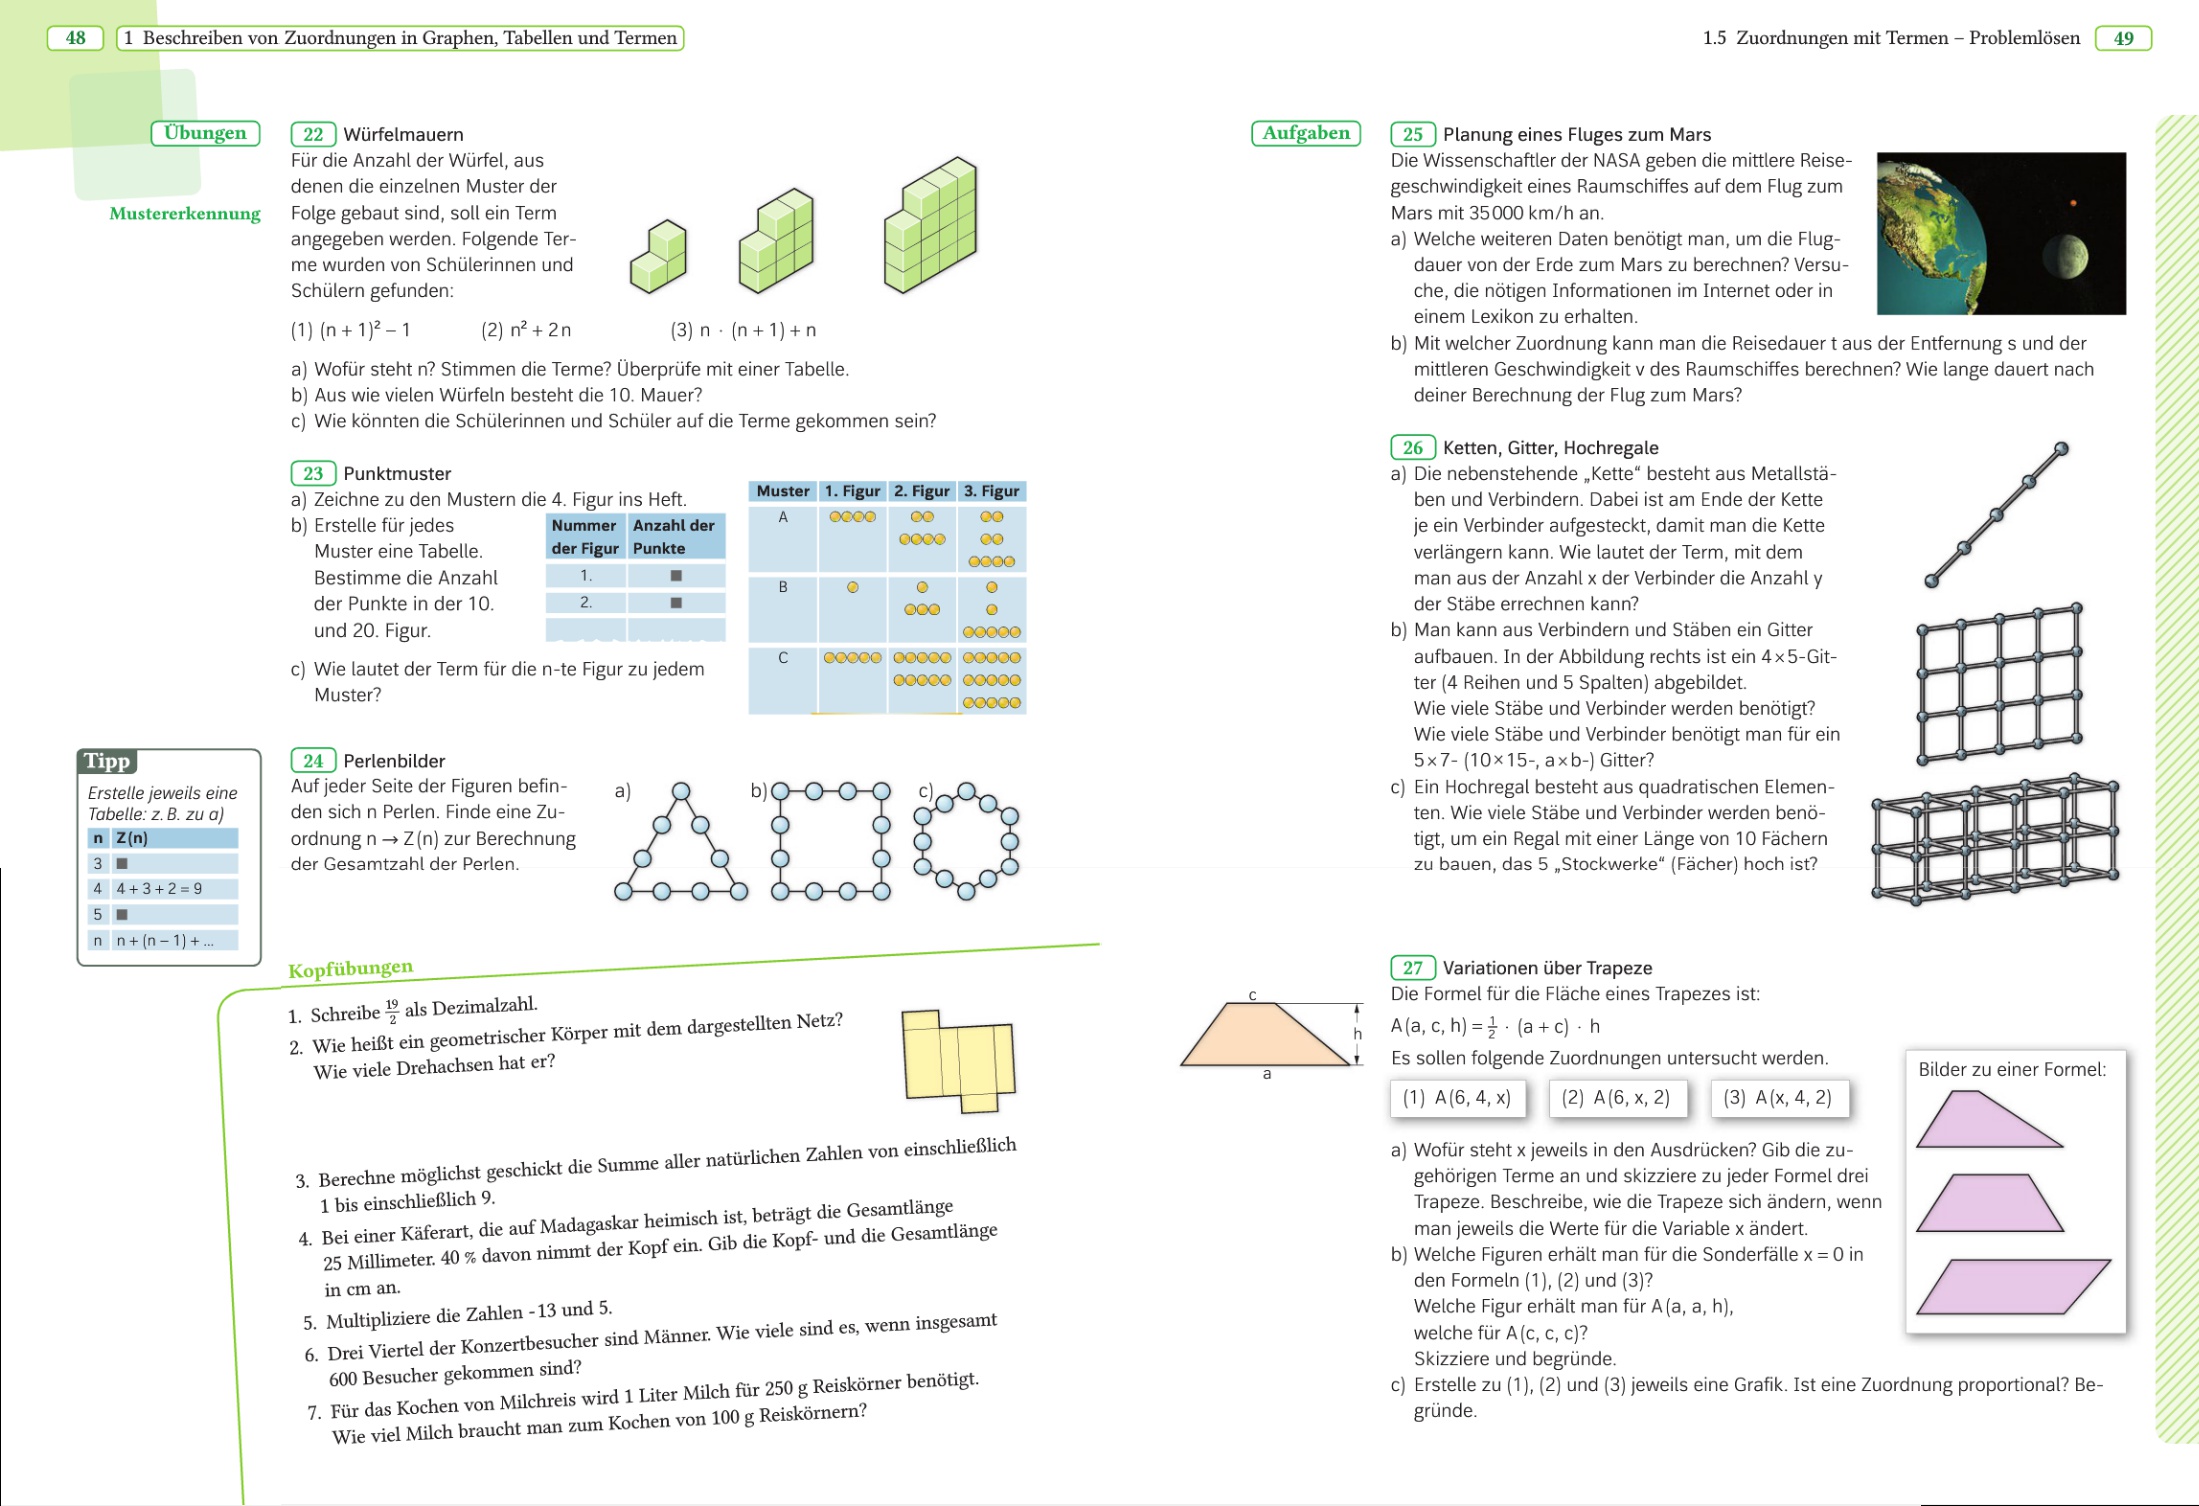 48
1 Beschreiben von Zuordnungen in Graphen, Tabellen und Termen
Übungen
Mustererkennung
22 Würfelmauern
Für die Anzahl der Würfel, aus
denen die einzelnen Muster der
Folge gebaut sind, soll ein Term
angegeben werden. Folgende Ter-
me wurden von Schülerinnen und
Schülern gefunden:
(1) (n + 1)² – 1 (2) n² + 2n (3) n · (n + 1) + n
a) Wofür steht n? Stimmen die Terme? Überprüfe mit einer Tabelle.
b) Aus wie vielen Würfeln besteht die 10. Mauer?
c) Wie könnten die Schülerinnen und Schüler auf die Terme gekommen sein?
23 Punktmuster
a) Zeichne zu den Mustern die 4. Figur ins Heft.
b) Erstelle für jedes
Muster eine Tabelle.
Bestimme die Anzahl
der Punkte in der 10.
und 20. Figur.
Nummer Anzahl der
der Figur Punkte
1. ■
2. ■
c) Wie lautet der Term für die n-te Figur zu jedem
Muster?
Muster 1. Figur 2. Figur 3. Figur
A
B
C
Tipp
Erstelle jeweils eine
Tabelle: z. B. zu a)
n Z(n)
3 ■
4 4 + 3 + 2 = 9
5 ■
n n + (n – 1) + ...
24 Perlenbilder
Auf jeder Seite der Figuren befin-
den sich n Perlen. Finde eine Zu-
ordnung n → Z(n) zur Berechnung
der Gesamtzahl der Perlen.
a) b) c)
Kopfübungen
1. Schreibe 19/2 als Dezimalzahl.
2. Wie heißt ein geometrischer Körper mit dem dargestellten Netz?
Wie viele Drehachsen hat er?
3. Berechne möglichst geschickt die Summe aller natürlichen Zahlen von einschließlich
1 bis einschließlich 9.
4. Bei einer Käferart, die auf Madagaskar heimisch ist, beträgt die Gesamtlänge
25 Millimeter. 40 % davon nimmt der Kopf ein. Gib die Kopf- und die Gesamtlänge
in cm an.
5. Multipliziere die Zahlen -13 und 5.
6. Drei Viertel der Konzertbesucher sind Männer. Wie viele sind es, wenn insgesamt
600 Besucher gekommen sind?
7. Für das Kochen von Milchreis wird 1 Liter Milch für 250 g Reiskörner benötigt.
Wie viel Milch braucht man zum Kochen von 100 g Reiskörnern?
1.5 Zuordnungen mit Termen – Problemlösen
49
Aufgaben
25 Planung eines Fluges zum Mars
Die Wissenschaftler der NASA geben die mittlere Reise-
geschwindigkeit eines Raumschiffes auf dem Flug zum
Mars mit 35 000 km/h an.
a) Welche weiteren Daten benötigt man, um die Flug-
dauer von der Erde zum Mars zu berechnen? Versu-
che, die nötigen Informationen im Internet oder in
einem Lexikon zu erhalten.
b) Mit welcher Zuordnung kann man die Reisedauer t aus der Entfernung s und der
mittleren Geschwindigkeit v des Raumschiffes berechnen? Wie lange dauert nach
deiner Berechnung der Flug zum Mars?
26 Ketten, Gitter, Hochregale
a) Die nebenstehende „Kette“ besteht aus Metallstä-
ben und Verbindern. Dabei ist am Ende der Kette
je ein Verbinder aufgesteckt, damit man die Kette
verlängern kann. Wie lautet der Term, mit dem
man aus der Anzahl x der Verbinder die Anzahl y
der Stäbe errechnen kann?
b) Man kann aus Verbindern und Stäben ein Gitter
aufbauen. In der Abbildung rechts ist ein 4×5-Git-
ter (4 Reihen und 5 Spalten) abgebildet.
Wie viele Stäbe und Verbinder werden benötigt?
Wie viele Stäbe und Verbinder benötigt man für ein
5×7- (10×15-, a×b-) Gitter?
c) Ein Hochregal besteht aus quadratischen Elemen-
ten. Wie viele Stäbe und Verbinder werden benö-
tigt, um ein Regal mit einer Länge von 10 Fächern
zu bauen, das 5 „Stockwerke“ (Fächer) hoch ist?
27 Variationen über Trapeze
Die Formel für die Fläche eines Trapezes ist:
A(a, c, h) = 1/2 · (a + c) · h
Es sollen folgende Zuordnungen untersucht werden.
(1) A(6, 4, x) (2) A(6, x, 2) (3) A(x, 4, 2)
c
h
a
a) Wofür steht x jeweils in den Ausdrücken? Gib die zu-
gehörigen Terme an und skizziere zu jeder Formel drei
Trapeze. Beschreibe, wie die Trapeze sich ändern, wenn
man jeweils die Werte für die Variable x ändert.
b) Welche Figuren erhält man für die Sonderfälle x = 0 in
den Formeln (1), (2) und (3)?
Welche Figur erhält man für A(a, a, h),
welche für A(c, c, c)?
Skizziere und begründe.
c) Erstelle zu (1), (2) und (3) jeweils eine Grafik. Ist eine Zuordnung proportional? Be-
gründe.
Bilder zu einer Formel: